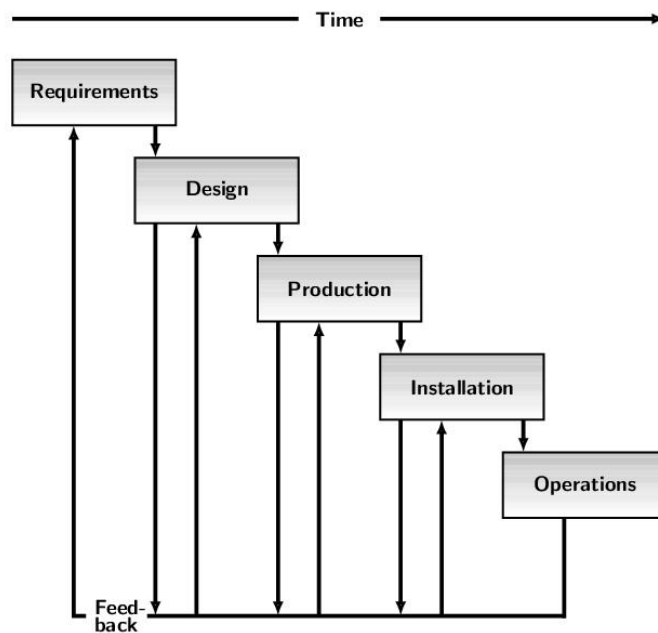 Time
Requirements
Design
Production
Installation
Operations
Feed-
back